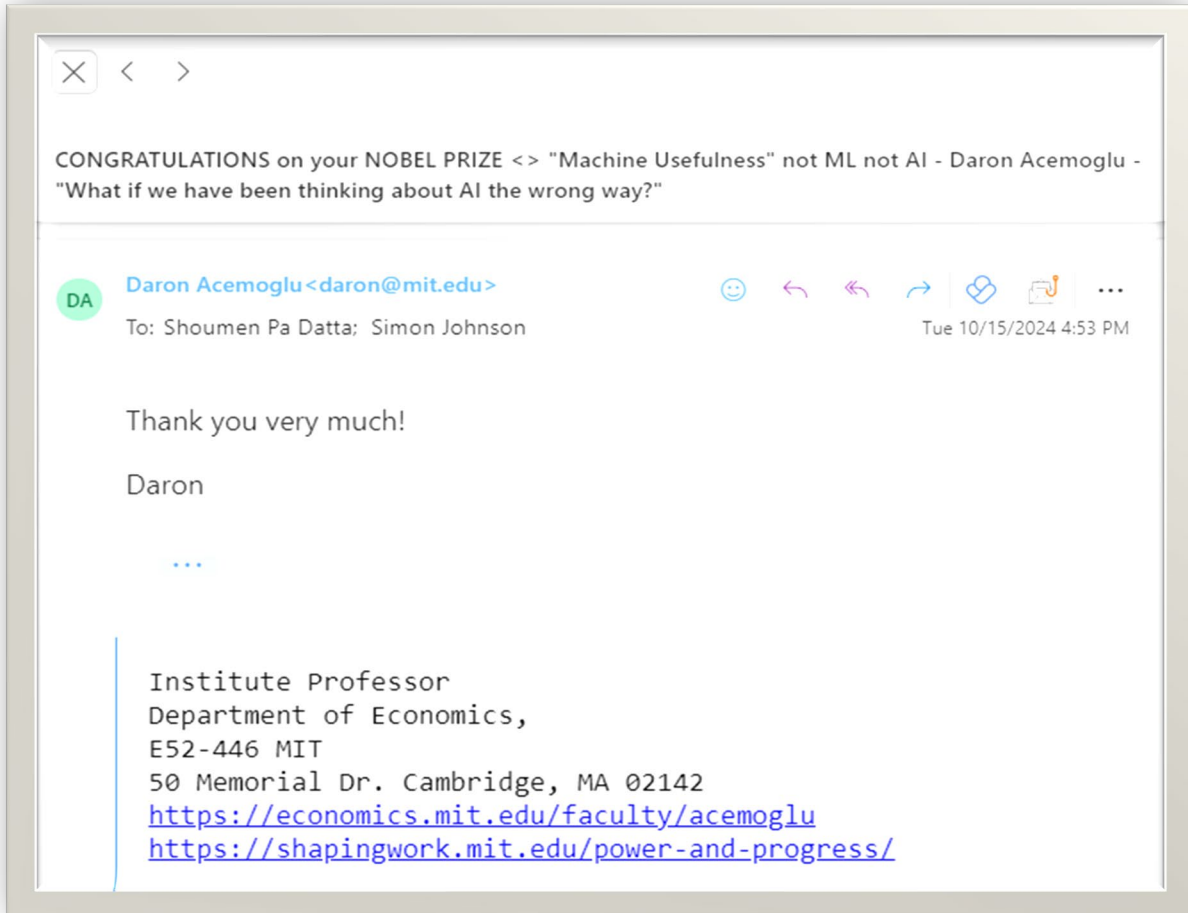 CONGRATULATIONS on your NOBEL PRIZE <> "Machine Usefulness" not ML not AI - Daron Acemoglu -
"What if we have been thinking about AI the wrong way?"
DA
Daron Acemoglu<daron@mit.edu>
To: Shoumen Pa Datta; Simon Johnson
Tue 10/15/2024 4:53 PM
Thank you very much!
Daron
...
Institute Professor
Department of Economics,
E52-446 MIT
50 Memorial Dr. Cambridge, MA 02142
https://economics.mit.edu/faculty/acemoglu
https://shapingwork.mit.edu/power-and-progress/